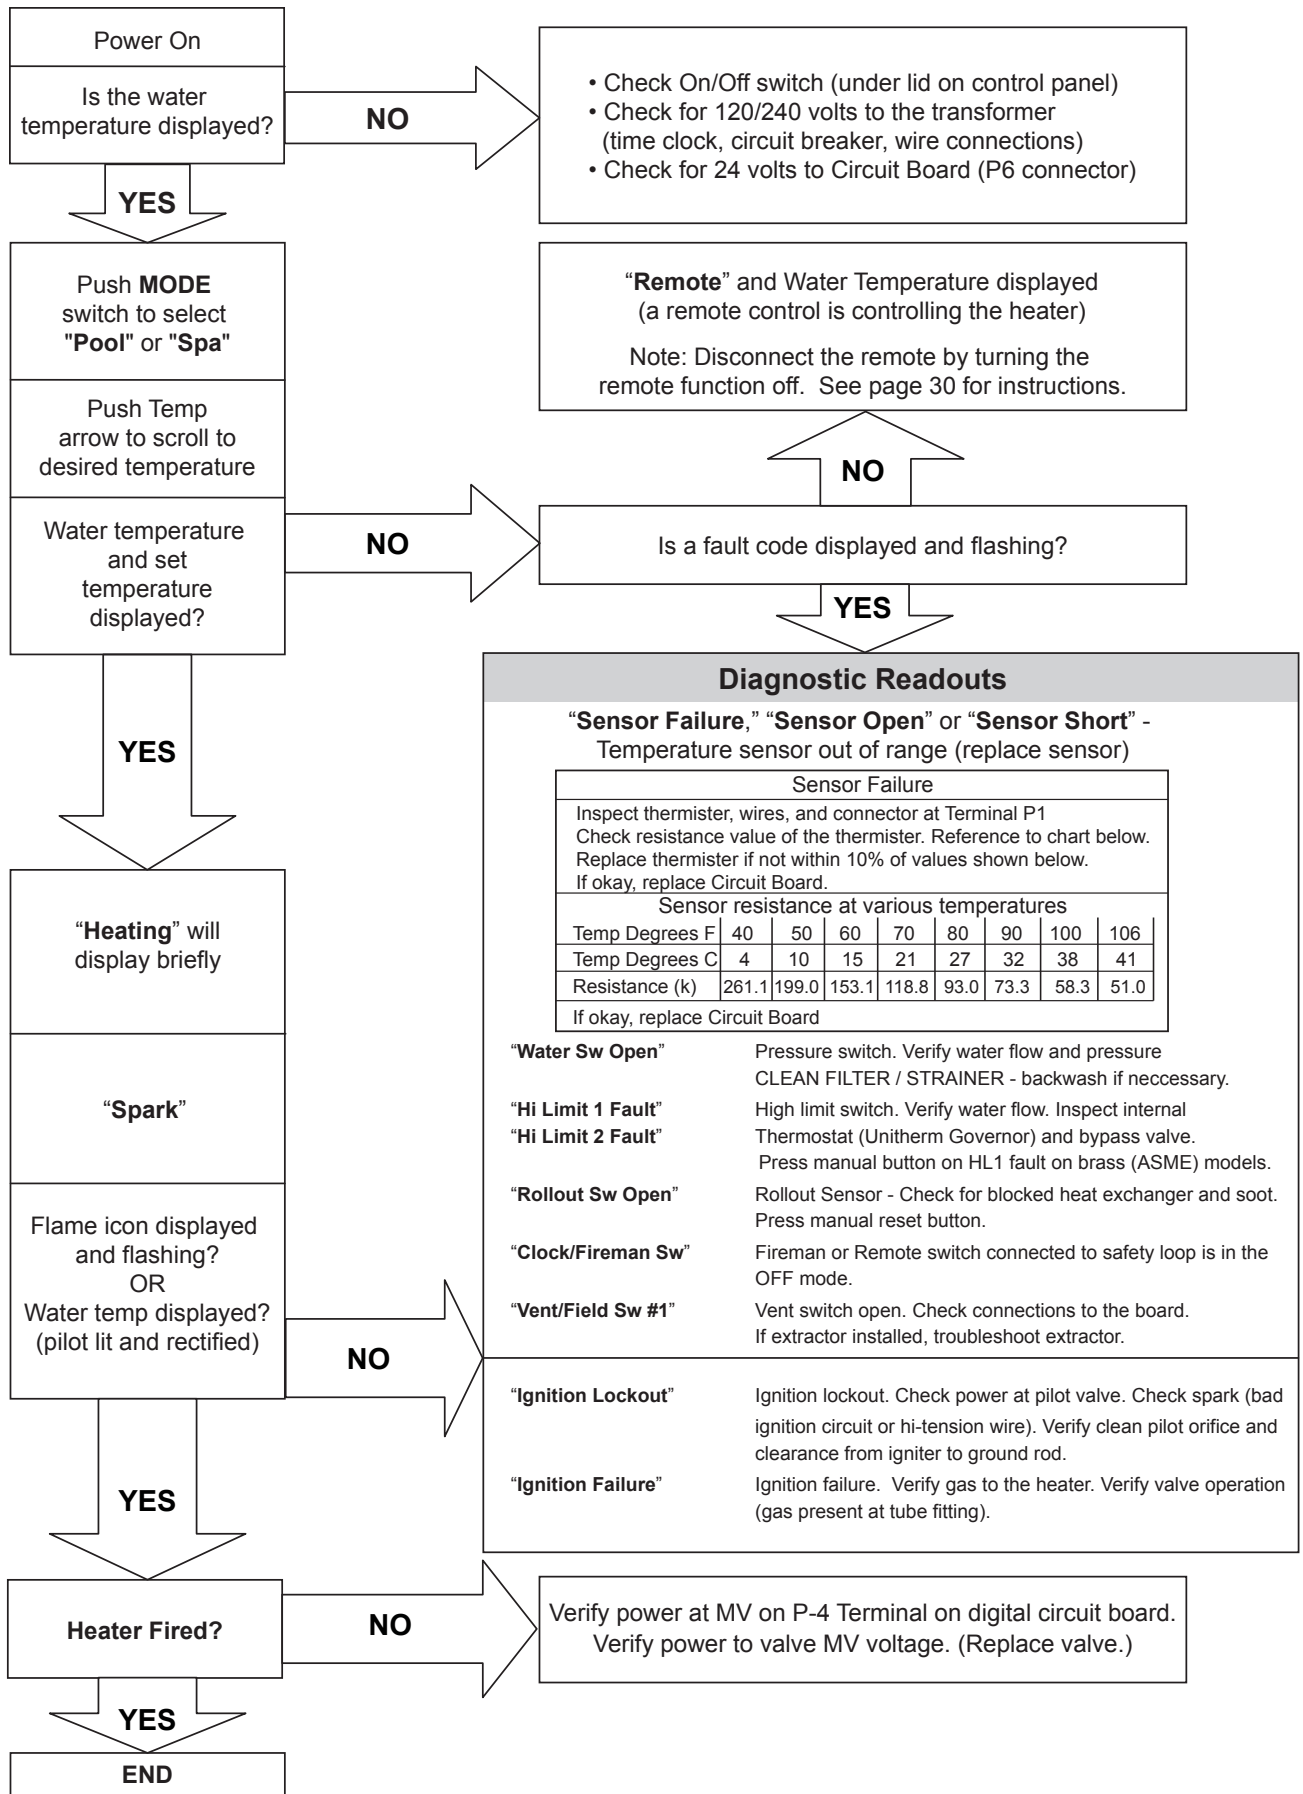 Power On
Is the water
temperature displayed?
NO
• Check On/Off switch (under lid on control panel)
• Check for 120/240 volts to the transformer
(time clock, circuit breaker, wire connections)
• Check for 24 volts to Circuit Board (P6 connector)
YES
Push MODE
switch to select
"Pool" or "Spa"
Push Temp
arrow to scroll to
desired temperature
Water temperature
and set
temperature
displayed?
NO
Is a fault code displayed and flashing?
NO
“Remote” and Water Temperature displayed
(a remote control is controlling the heater)
Note: Disconnect the remote by turning the
remote function off. See page 30 for instructions.
YES
Diagnostic Readouts
“Sensor Failure,” “Sensor Open” or “Sensor Short” -
Temperature sensor out of range (replace sensor)
Sensor Failure
Inspect thermister, wires, and connector at Terminal P1
Check resistance value of the thermister. Reference to chart below.
Replace thermister if not within 10% of values shown below.
If okay, replace Circuit Board.
Sensor resistance at various temperatures
Temp Degrees F 40 50 60 70 80 90 100 106
Temp Degrees C 4 10 15 21 27 32 38 41
Resistance (k) 261.1 199.0 153.1 118.8 93.0 73.3 58.3 51.0
If okay, replace Circuit Board
“Water Sw Open” Pressure switch. Verify water flow and pressure
CLEAN FILTER / STRAINER - backwash if neccessary.
“Hi Limit 1 Fault” High limit switch. Verify water flow. Inspect internal
“Hi Limit 2 Fault” Thermostat (Unitherm Governor) and bypass valve.
Press manual button on HL1 fault on brass (ASME) models.
“Rollout Sw Open” Rollout Sensor - Check for blocked heat exchanger and soot.
Press manual reset button.
“Clock/Fireman Sw” Fireman or Remote switch connected to safety loop is in the
OFF mode.
“Vent/Field Sw #1” Vent switch open. Check connections to the board.
If extractor installed, troubleshoot extractor.
“Ignition Lockout” Ignition lockout. Check power at pilot valve. Check spark (bad
ignition circuit or hi-tension wire). Verify clean pilot orifice and
clearance from igniter to ground rod.
“Ignition Failure” Ignition failure. Verify gas to the heater. Verify valve operation
(gas present at tube fitting).
YES
“Heating” will
display briefly
“Spark”
Flame icon displayed
and flashing?
OR
Water temp displayed?
(pilot lit and rectified)
NO
YES
Heater Fired?
NO
Verify power at MV on P-4 Terminal on digital circuit board.
Verify power to valve MV voltage. (Replace valve.)
YES
END